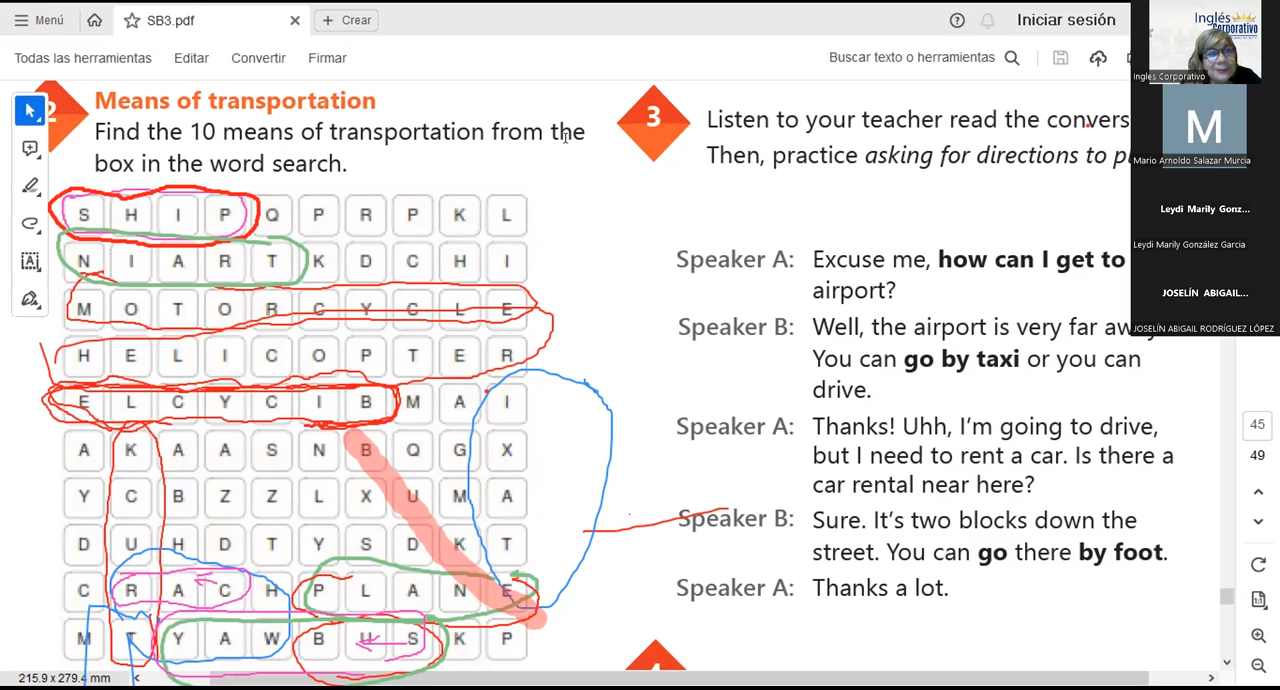 Menú
SB3.pdf
Crear
Iniciar sesión
Todas las herramientas
Editar
Convertir
Firmar
Buscar texto o herramientas
2
Means of transportation
Find the 10 means of transportation from the
box in the word search.
S H I P Q P R P K L
N I A R T K D C H I
M O T O R C Y C L E
H E L I C O P T E R
E L C Y C I B M A I
A K A A S N B Q G X
Y C B Z Z L X U M A
D U H D T Y S D K T
C R A C H P L A N E
M T Y A W B U S K P
215.9 x 279.4 mm
3
Listen to your teacher read the convers
Then, practice asking for directions to p
Speaker A: Excuse me, how can I get to
airport?
Speaker B: Well, the airport is very far away
You can go by taxi or you can
drive.
Speaker A: Thanks! Uhh, I'm going to drive,
but I need to rent a car. Is there a
car rental near here?
Speaker B: Sure. It's two blocks down the
street. You can go there by foot.
Speaker A: Thanks a lot.
45
49
Inglés
Corporativo
Ingles Corporativo
M
Mario Arnoldo Salazar Murcia
Leydi Marily Gonz...
Leydi Marily González Garcia
JOSELÍN ABIGAIL...
JOSELÍN ABIGAIL RODRÍGUEZ LÓPEZ